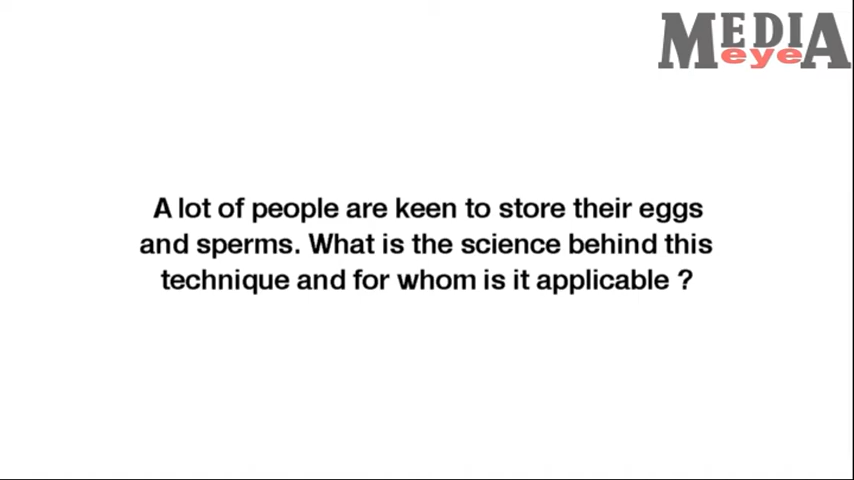 MEDIA
eye
A lot of people are keen to store their eggs
and sperms. What is the science behind this
technique and for whom is it applicable ?